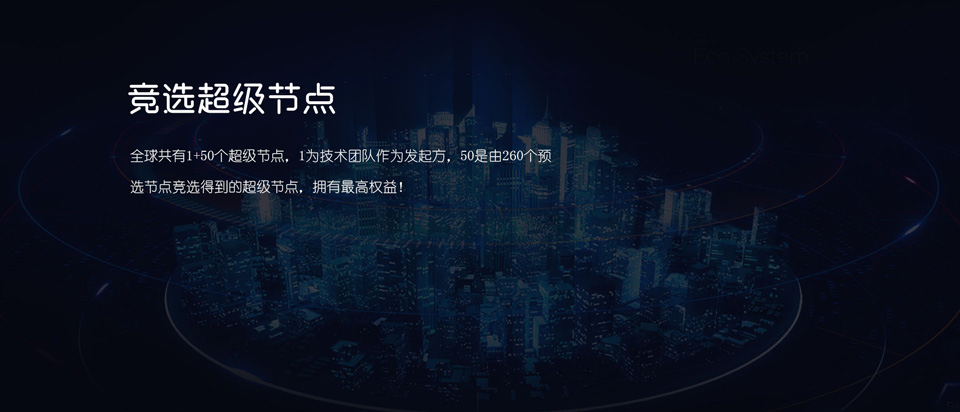 Eco System
竞选超级节点
全球共有1+50个超级节点，1为技术团队作为发起方，50是由260个预
选节点竞选得到的超级节点，拥有最高权益！